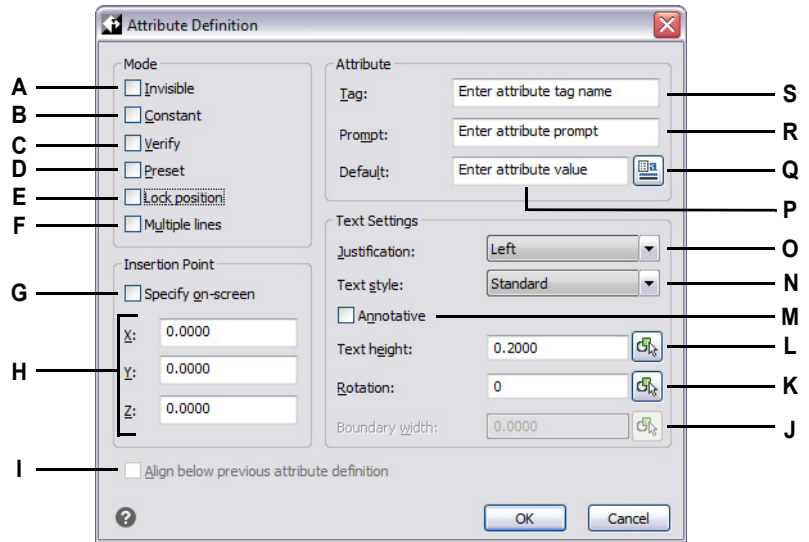 Attribute Definition
Mode
A
Invisible
B
Constant
C
Verify
D
Preset
E
Lock position
F
Multiple lines
Insertion Point
G
Specify on-screen
H
X: 0.0000
Y: 0.0000
Z: 0.0000
I
Align below previous attribute definition
Attribute
Tag: Enter attribute tag name
S
Prompt: Enter attribute prompt
R
Default: Enter attribute value
a
Q
P
Text Settings
Justification: Left
O
Text style: Standard
N
Annotative
M
Text height: 0.2000
L
Rotation: 0
K
Boundary width: 0.0000
J
?
OK
Cancel